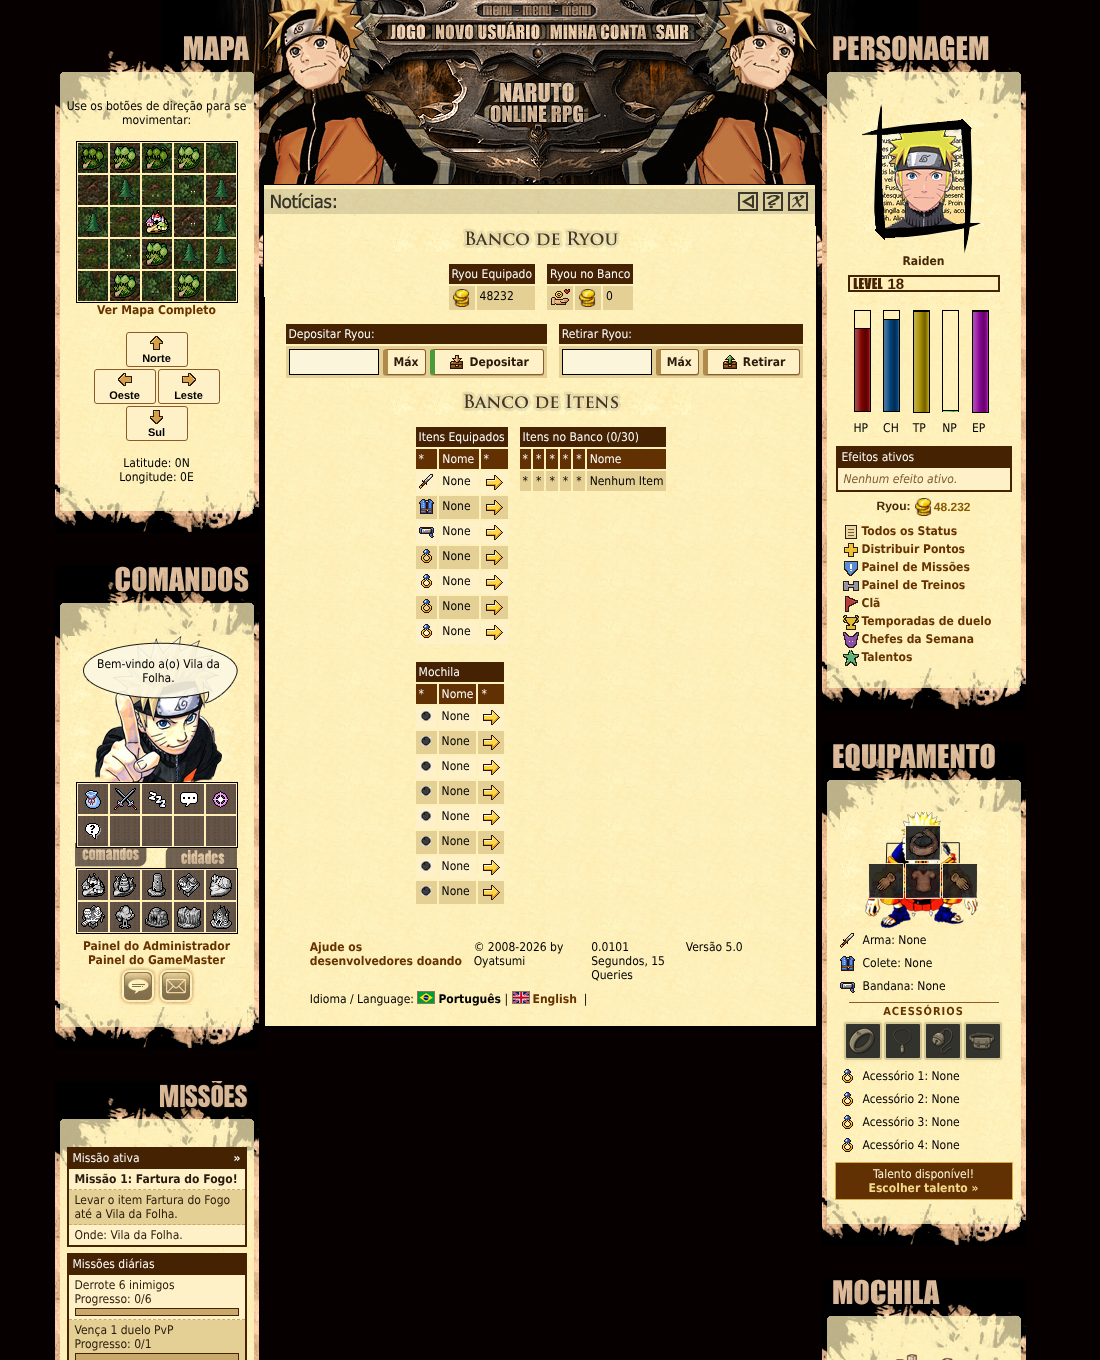 menu - menu - menu
JOGO NOVO USUÁRIO MINHA CONTA SAIR
NARUTO
ONLINE RPG
MAPA
Use os botões de direção para se
movimentar:
Ver Mapa Completo
Norte
Oeste
Leste
Sul
Latitude: 0N
Longitude: 0E
COMANDOS
Bem-vindo a(o) Vila da
Folha.
comandos
cidades
Painel do Administrador
Painel do GameMaster
MISSÕES
Missão ativa »
Missão 1: Fartura do Fogo!
Levar o item Fartura do Fogo
até a Vila da Folha.
Onde: Vila da Folha.
Missões diárias
Derrote 6 inimigos
Progresso: 0/6
Vença 1 duelo PvP
Progresso: 0/1
Notícias:
? X
BANCO DE RYOU
Ryou Equipado
48232
Ryou no Banco
0
Depositar Ryou:
Máx
Depositar
Retirar Ryou:
Máx
Retirar
BANCO DE ITENS
Itens Equipados
* Nome *
None
None
None
None
None
None
None
Itens no Banco (0/30)
* * * * * Nome
* * * * * Nenhum Item
Mochila
* Nome *
None
None
None
None
None
None
None
None
Ajude os
desenvolvedores doando
© 2008-2026 by
Oyatsumi
0.0101
Segundos, 15
Queries
Versão 5.0
Idioma / Language: Português | English |
PERSONAGEM
Raiden
LEVEL 18
HP CH TP NP EP
Efeitos ativos
Nenhum efeito ativo.
Ryou: 48.232
Todos os Status
Distribuir Pontos
Painel de Missões
Painel de Treinos
Clã
Temporadas de duelo
Chefes da Semana
Talentos
EQUIPAMENTO
Arma: None
Colete: None
Bandana: None
ACESSÓRIOS
Acessório 1: None
Acessório 2: None
Acessório 3: None
Acessório 4: None
Talento disponível!
Escolher talento »
MOCHILA